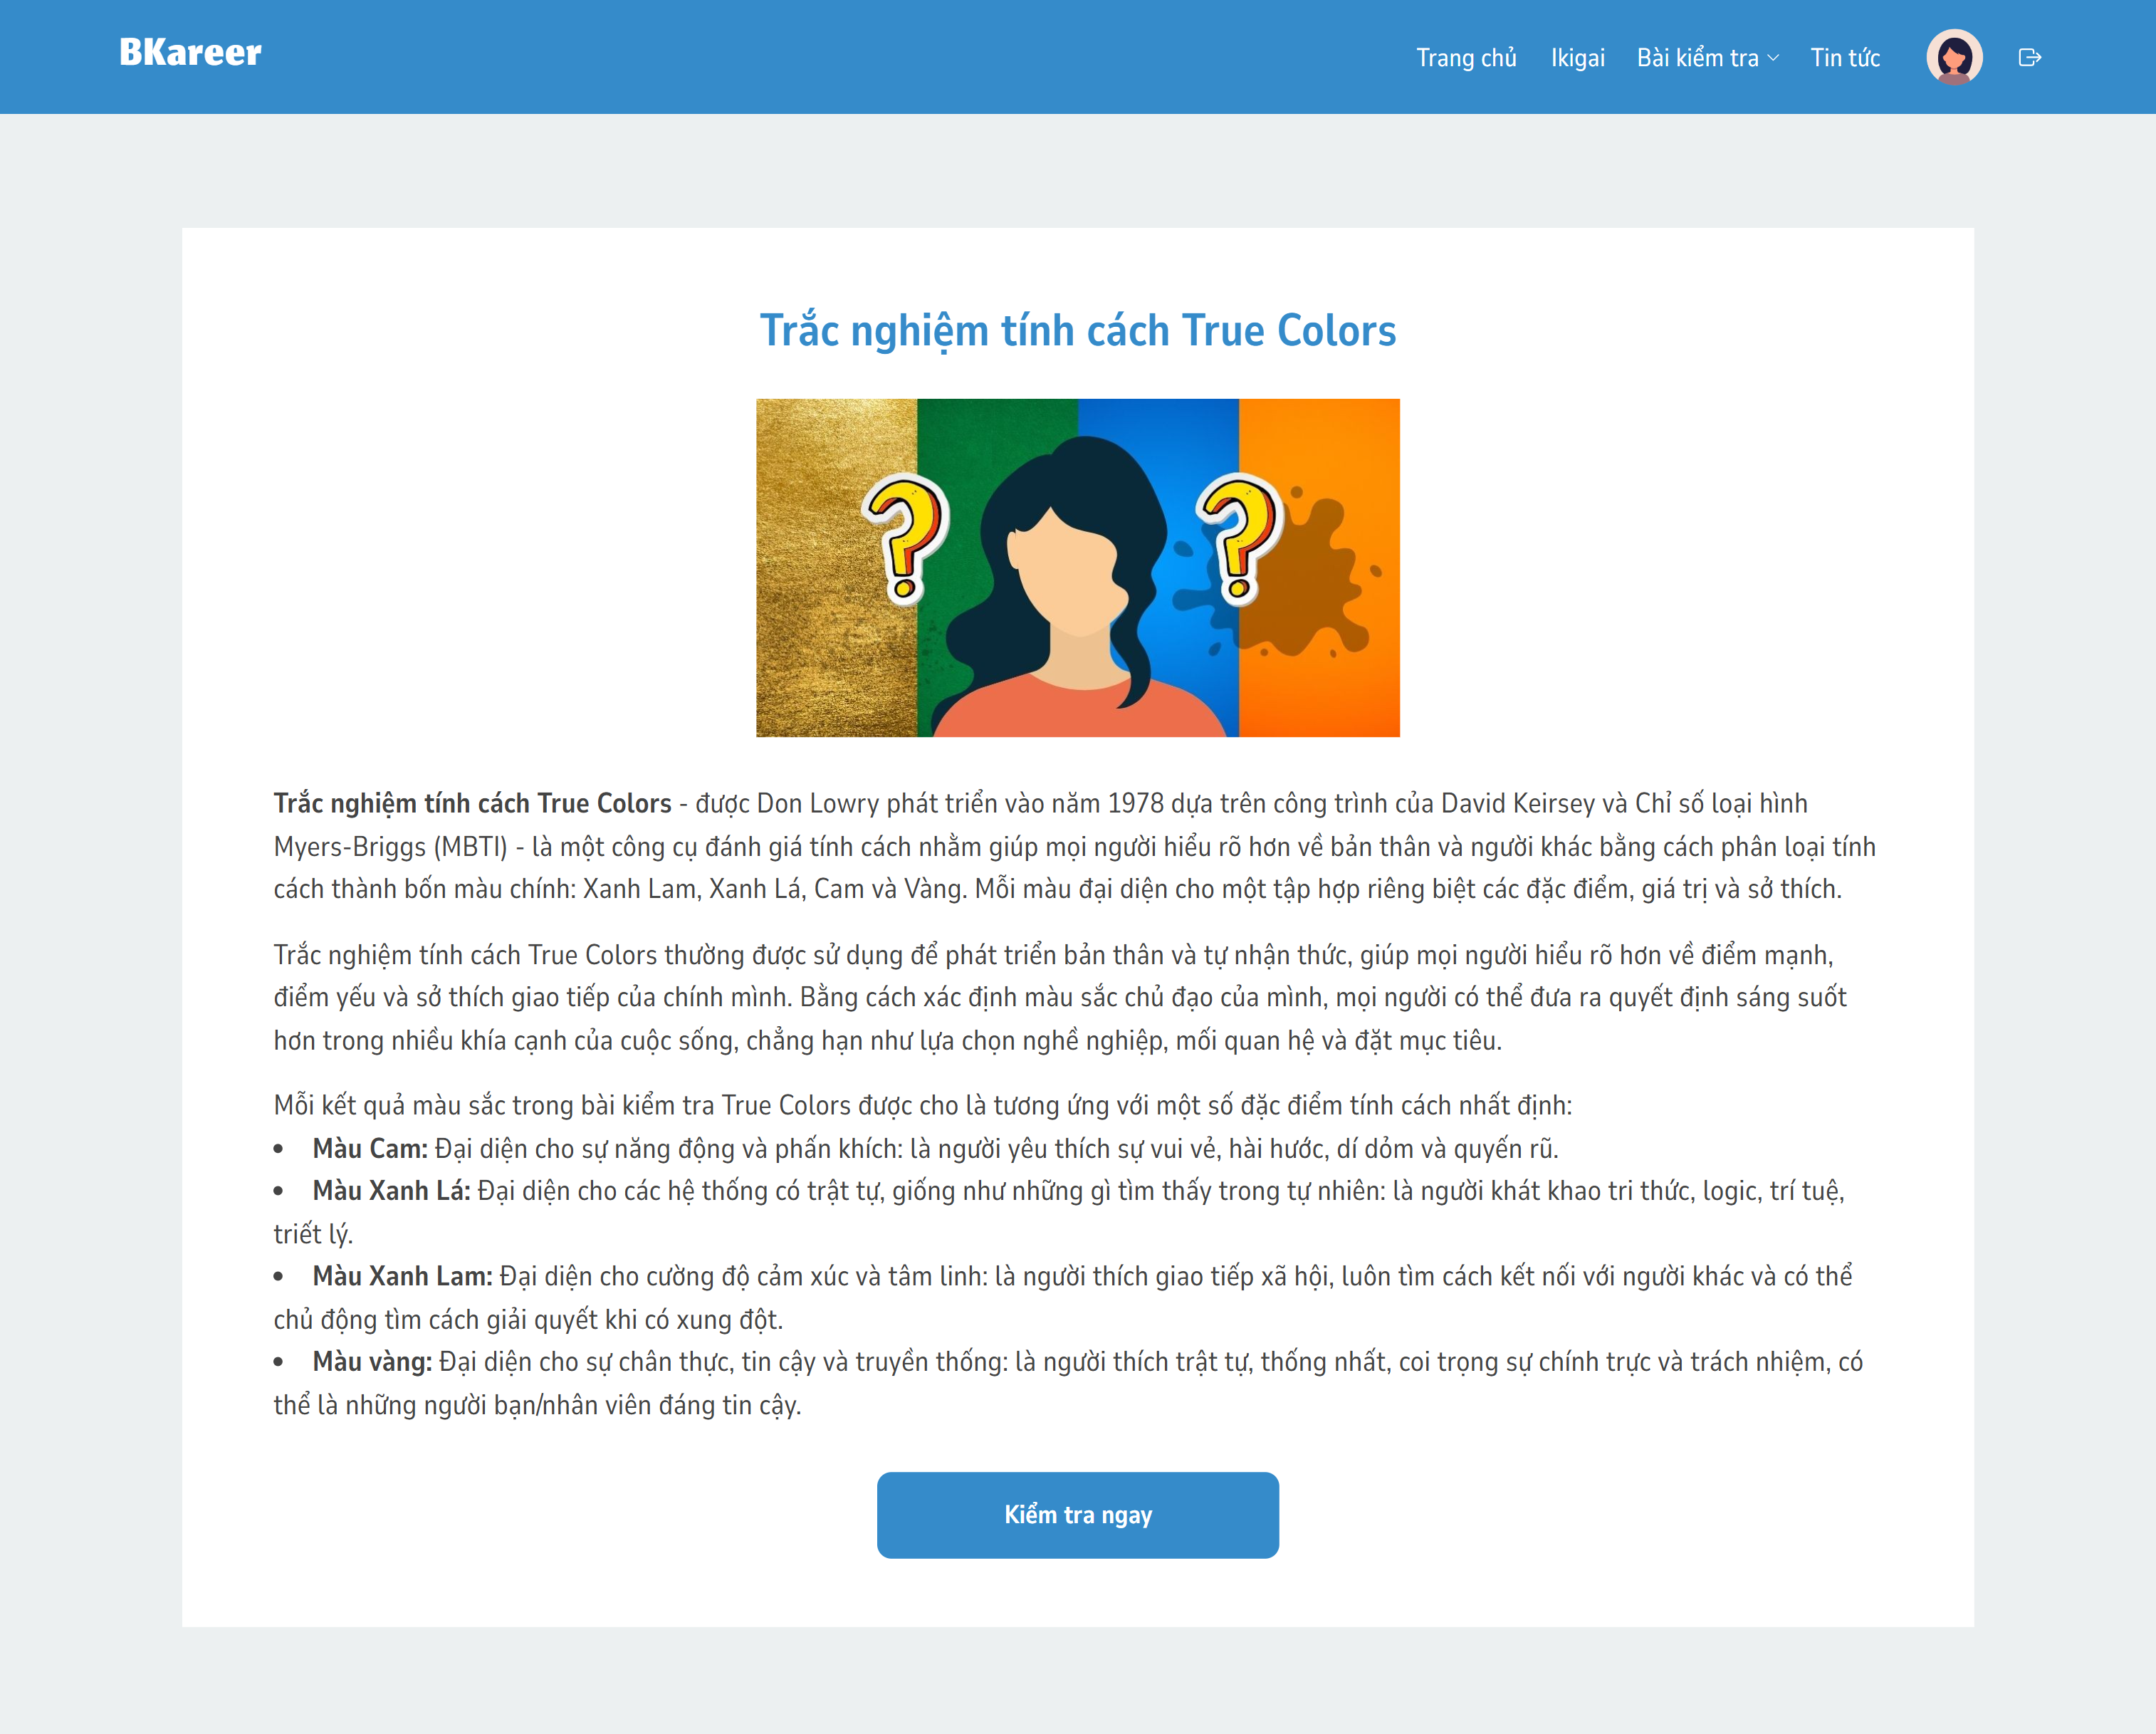 BKareer
Trang chủ Ikigai Bài kiểm tra Tin tức
Trắc nghiệm tính cách True Colors
? ?
Trắc nghiệm tính cách True Colors - được Don Lowry phát triển vào năm 1978 dựa trên công trình của David Keirsey và Chỉ số loại hình
Myers-Briggs (MBTI) - là một công cụ đánh giá tính cách nhằm giúp mọi người hiểu rõ hơn về bản thân và người khác bằng cách phân loại tính
cách thành bốn màu chính: Xanh Lam, Xanh Lá, Cam và Vàng. Mỗi màu đại diện cho một tập hợp riêng biệt các đặc điểm, giá trị và sở thích.
Trắc nghiệm tính cách True Colors thường được sử dụng để phát triển bản thân và tự nhận thức, giúp mọi người hiểu rõ hơn về điểm mạnh,
điểm yếu và sở thích giao tiếp của chính mình. Bằng cách xác định màu sắc chủ đạo của mình, mọi người có thể đưa ra quyết định sáng suốt
hơn trong nhiều khía cạnh của cuộc sống, chẳng hạn như lựa chọn nghề nghiệp, mối quan hệ và đặt mục tiêu.
Mỗi kết quả màu sắc trong bài kiểm tra True Colors được cho là tương ứng với một số đặc điểm tính cách nhất định:
• Màu Cam: Đại diện cho sự năng động và phấn khích: là người yêu thích sự vui vẻ, hài hước, dí dỏm và quyến rũ.
• Màu Xanh Lá: Đại diện cho các hệ thống có trật tự, giống như những gì tìm thấy trong tự nhiên: là người khát khao tri thức, logic, trí tuệ,
triết lý.
• Màu Xanh Lam: Đại diện cho cường độ cảm xúc và tâm linh: là người thích giao tiếp xã hội, luôn tìm cách kết nối với người khác và có thể
chủ động tìm cách giải quyết khi có xung đột.
• Màu vàng: Đại diện cho sự chân thực, tin cậy và truyền thống: là người thích trật tự, thống nhất, coi trọng sự chính trực và trách nhiệm, có
thể là những người bạn/nhân viên đáng tin cậy.
Kiểm tra ngay